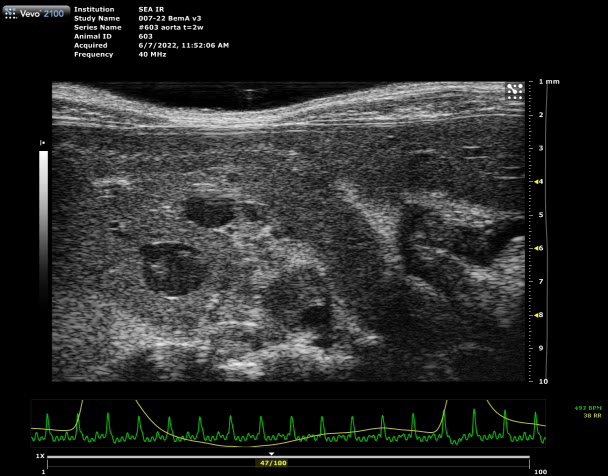 Vevo 2100
Institution SEA IR
Study Name 007-22 BemA v3
Series Name #603 aorta t=2w
Animal ID 603
Acquired 6/7/2022, 11:52:06 AM
Frequency 40 MHz
1 mm
2
3
4
5
6
7
8
9
10
492 BPM
38 RR
1X
47/100
1 100